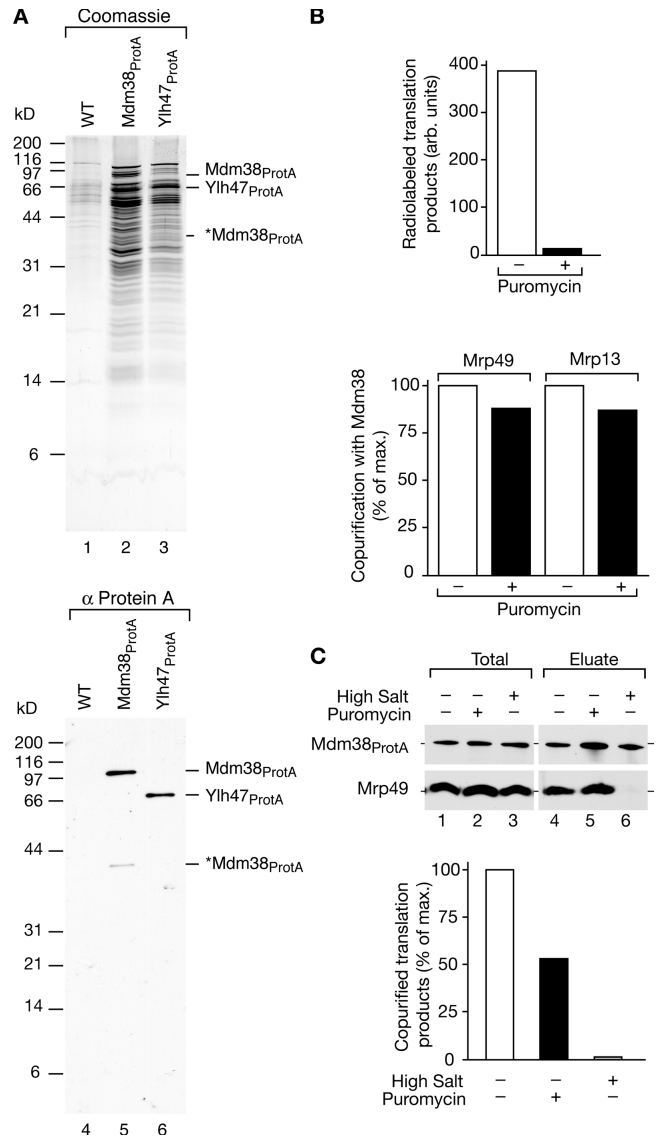 A
Coomassie
kD
WT
Mdm38ProtA
Ylh47ProtA
200
116
97
66
44
31
21
14
6
Mdm38ProtA
Ylh47ProtA
*Mdm38ProtA
1 2 3
α Protein A
kD
WT
Mdm38ProtA
Ylh47ProtA
200
116
97
66
44
31
21
14
6
Mdm38ProtA
Ylh47ProtA
*Mdm38ProtA
4 5 6
B
Radiolabeled translation
products (arb. units)
400
300
400
0
− +
Puromycin
Mrp49 Mrp13
Copurification with Mdm38
(% of max.)
100
75
50
25
0
− + − +
Puromycin
C
Total Eluate
High Salt − − + − − +
Puromycin − + − − + −
Mdm38ProtA
Mrp49
1 2 3 4 5 6
Copurified translation
products (% of max.)
100
75
50
25
0
High Salt − − +
Puromycin − + −